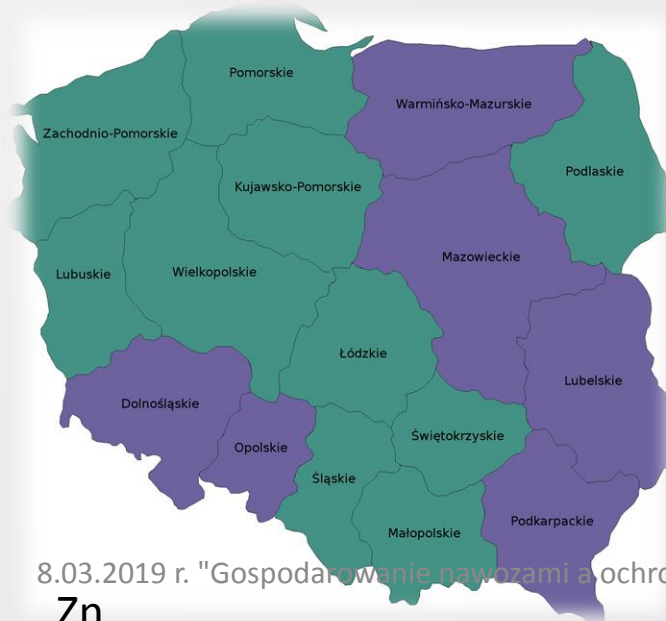 Pomorskie
Warmińsko-Mazurskie
Zachodnio-Pomorskie
Podlaskie
Kujawsko-Pomorskie
Mazowieckie
Lubuskie
Wielkopolskie
Łódzkie
Lubelskie
Dolnośląskie
Świętokrzyskie
Opolskie
Śląskie
Podkarpackie
Małopolskie
8.03.2019 r. "Gospodarowanie nawozami a ochro
Zn